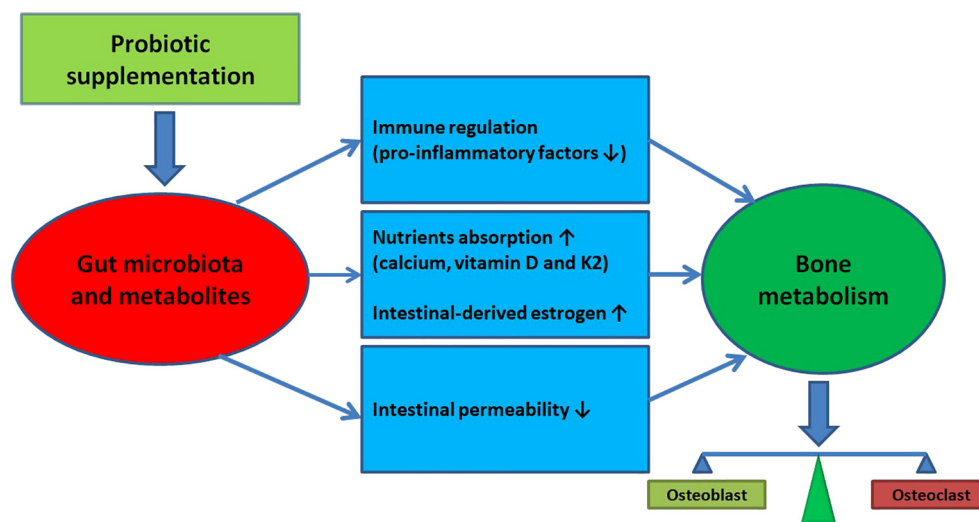 Probiotic
supplementation
Immune regulation
(pro-inflammatory factors ↓)
Gut microbiota
and metabolites
Nutrients absorption ↑
(calcium, vitamin D and K2)
Intestinal-derived estrogen ↑
Bone
metabolism
Intestinal permeability ↓
Osteoblast
Osteoclast